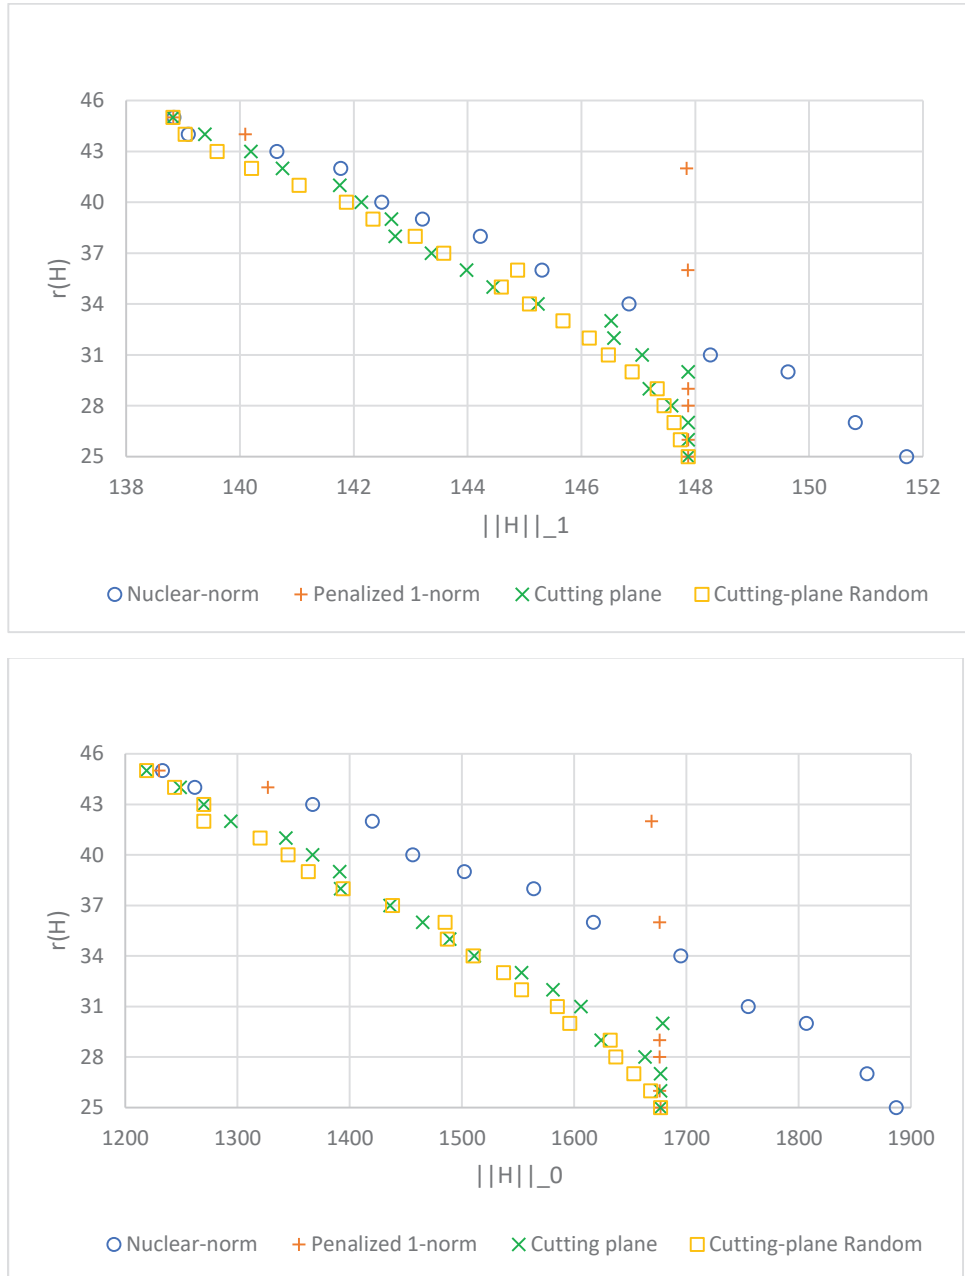 46
43
40
37
34
31
28
25
r(H)
138 140 142 144 146 148 150 152
||H||_1
Nuclear-norm Penalized 1-norm Cutting plane Cutting-plane Random
46
43
40
37
34
31
28
25
r(H)
1200 1300 1400 1500 1600 1700 1800 1900
||H||_0
Nuclear-norm Penalized 1-norm Cutting plane Cutting-plane Random